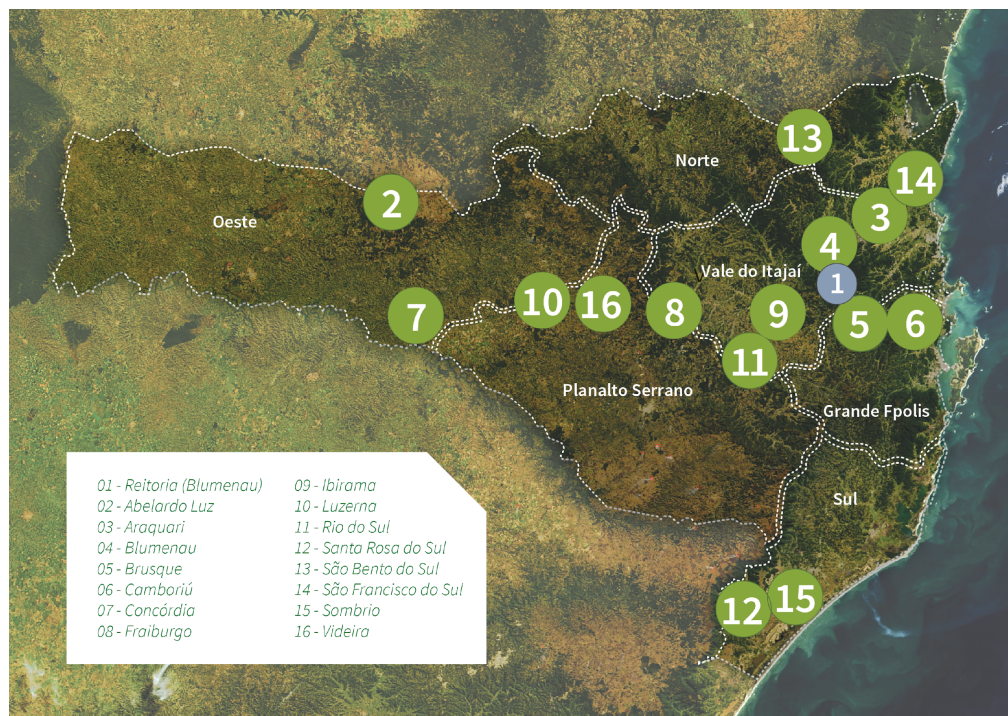 Norte
13
14
2
Oeste
3
4
Vale do Itajaí
1
10
16
8
9
7
5
6
11
Planalto Serrano
Grande Fpolis
Sul
12
15
01 - Reitoria (Blumenau)
02 - Abelardo Luz
03 - Araquari
04 - Blumenau
05 - Brusque
06 - Camboriú
07 - Concórdia
08 - Fraiburgo
09 - Ibirama
10 - Luzerna
11 - Rio do Sul
12 - Santa Rosa do Sul
13 - São Bento do Sul
14 - São Francisco do Sul
15 - Sombrio
16 - Videira